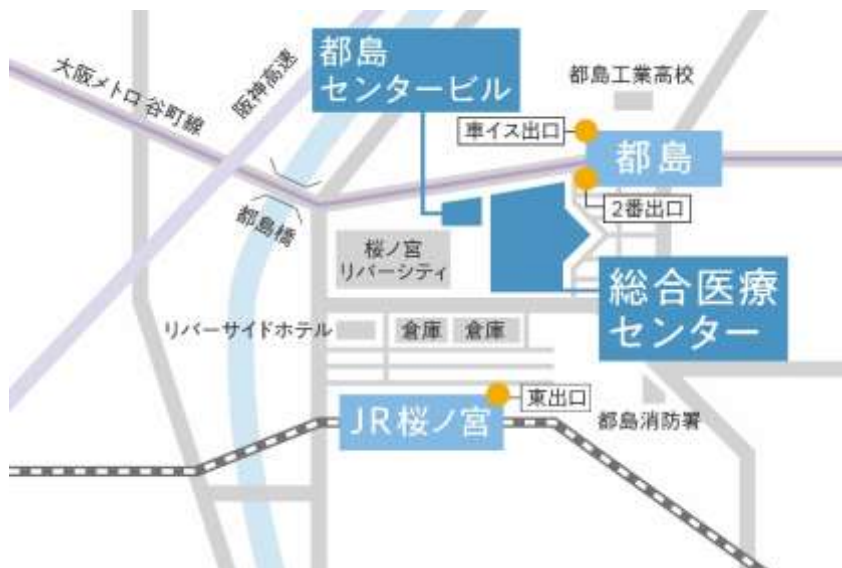 都島
センタービル
都島工業高校
大阪メトロ谷町線
阪神高速
車イス出口
都島
2番出口
都島橋
桜ノ宮
リバーシティ
総合医療
センター
リバーサイドホテル
倉庫
倉庫
東出口
JR桜ノ宮
都島消防署